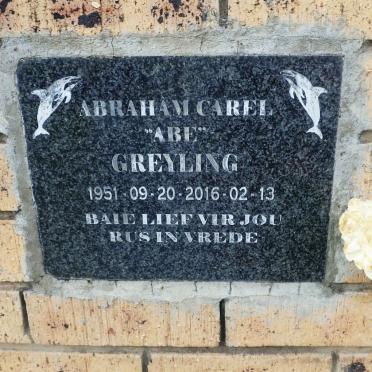 ABRAHAM CAREL
"ABE"
GREYLING
1951-09-20-2016-02-13
BAIE LIEF VIR JOU
RUS IN VREDE